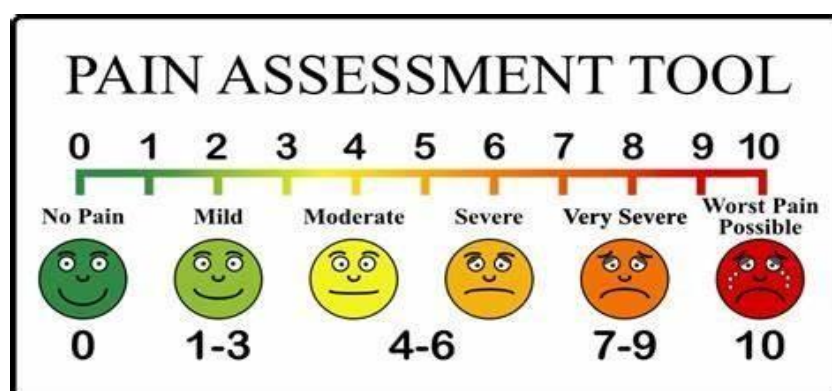 PAIN ASSESSMENT TOOL
0 1 2 3 4 5 6 7 8 9 10
No Pain Mild Moderate Severe Very Severe Worst Pain
Possible
0 1-3 4-6 7-9 10